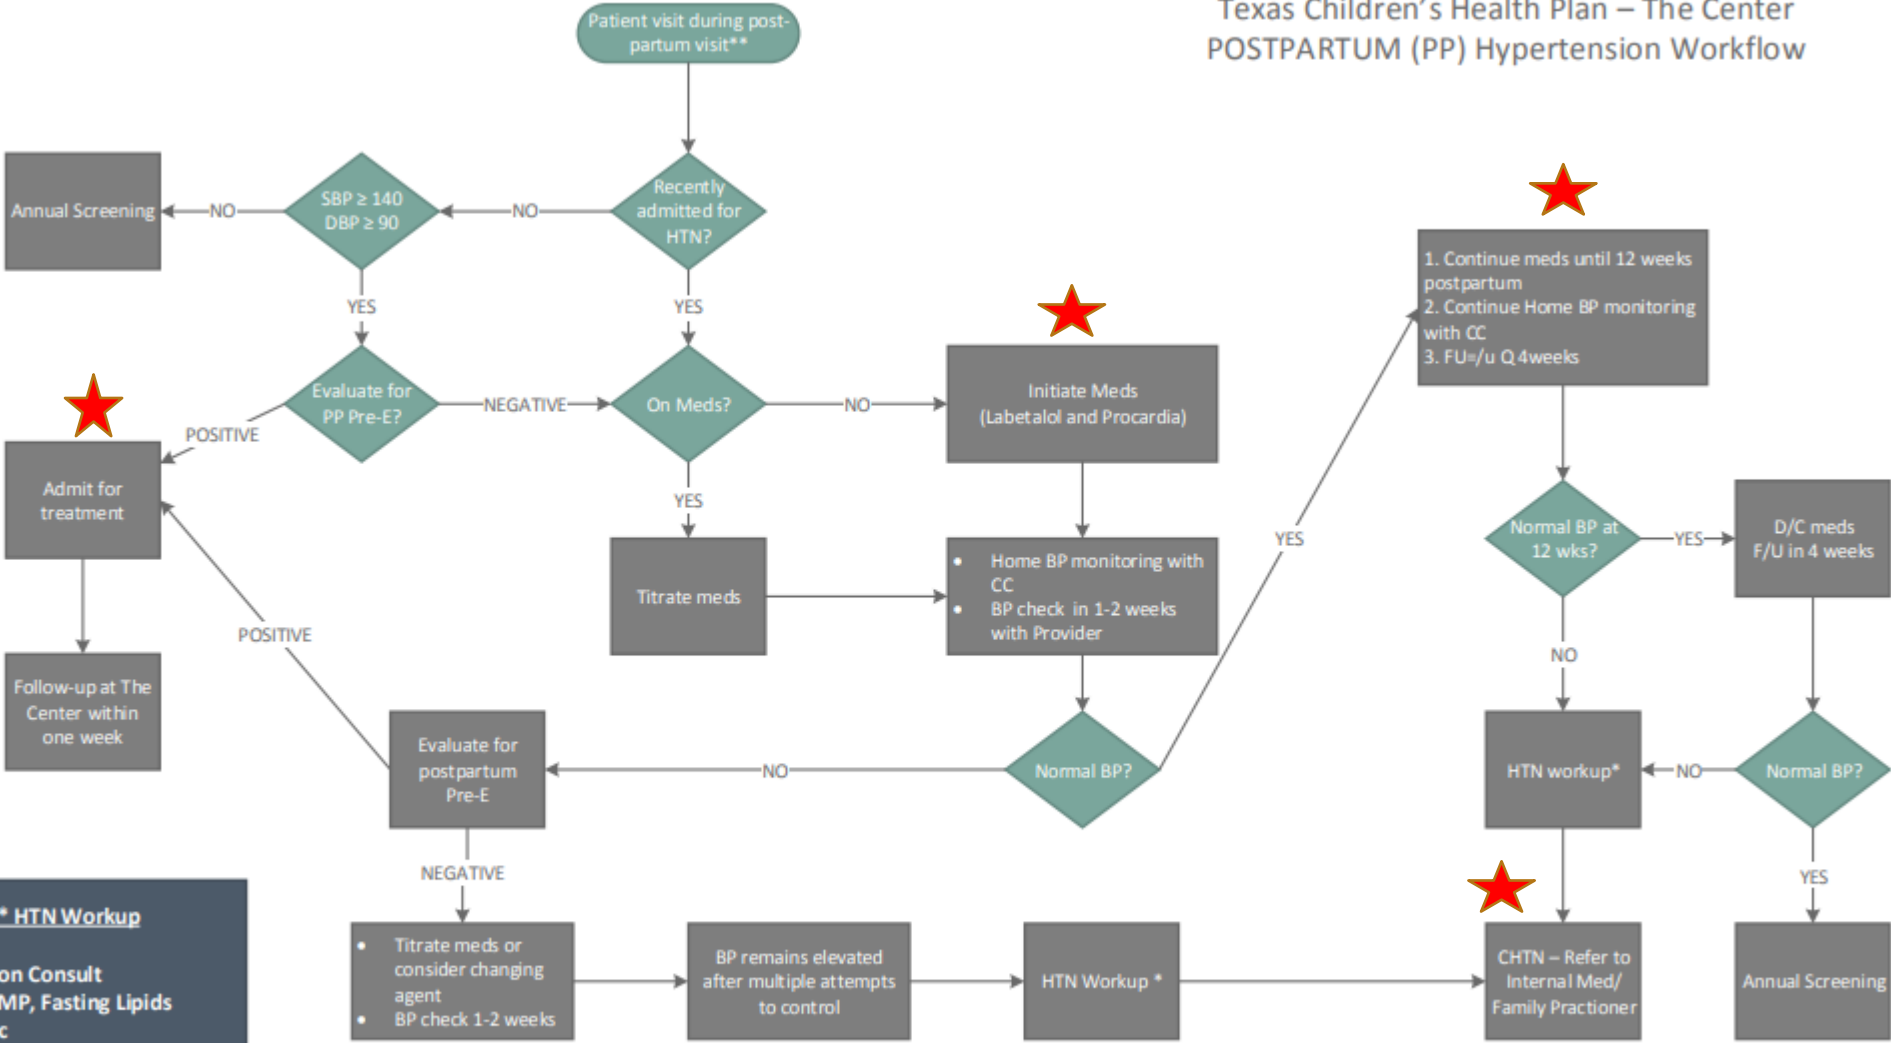 Texas Children's Health Plan – The Center
POSTPARTUM (PP) Hypertension Workflow
Patient visit during post-
partum visit**
Annual Screening
NO
SBP ≥ 140
DBP ≥ 90
NO
Recently
admitted for
HTN?
YES
YES
1. Continue meds until 12 weeks
postpartum
2. Continue Home BP monitoring
with CC
3. FU=/u Q 4weeks
Evaluate for
PP Pre-E?
NEGATIVE
On Meds?
NO
Initiate Meds
(Labetalol and Procardia)
POSITIVE
Admit for
treatment
YES
Titrate meds
• Home BP monitoring with
CC
• BP check in 1-2 weeks
with Provider
YES
Normal BP at
12 wks?
YES
D/C meds
F/U in 4 weeks
POSITIVE
NO
Follow-up at The
Center within
one week
Evaluate for
postpartum
Pre-E
NO
Normal BP?
HTN workup*
NO
Normal BP?
NEGATIVE
YES
* HTN Workup
on Consult
MP, Fasting Lipids
c
• Titrate meds or
consider changing
agent
• BP check 1-2 weeks
BP remains elevated
after multiple attempts
to control
HTN Workup *
CHTN – Refer to
Internal Med/
Family Practioner
Annual Screening